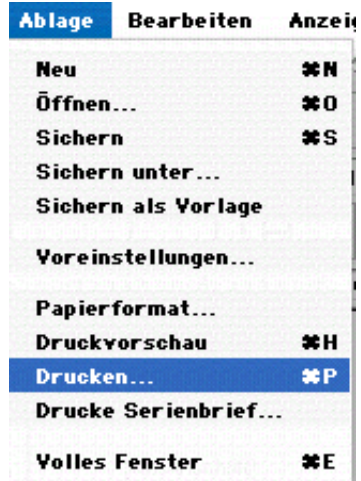 Ablage Bearbeiten Anzeig
Neu ⌘N
Öffnen... ⌘O
Sichern ⌘S
Sichern unter...
Sichern als Vorlage
Voreinstellungen...
Papierformat...
Druckvorschau ⌘H
Drucken... ⌘P
Drucke Serienbrief...
Volles Fenster ⌘E